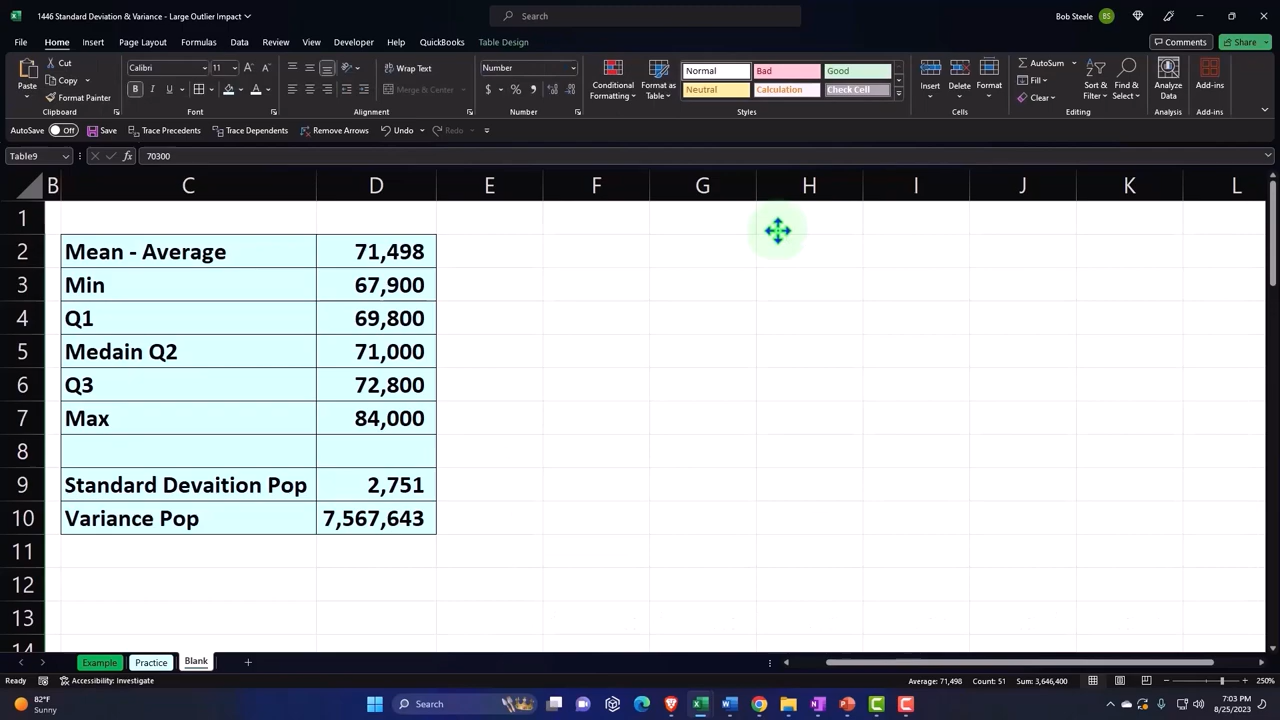 1446 Standard Deviation & Variance - Large Outlier Impact
Search
Bob Steele BS
File Home Insert Page Layout Formulas Data Review View Developer Automate Help QuickBooks Table Design
Comments Share
Paste
Cut
Copy
Format Painter
Clipboard
Calibri 11
B I U
Font
Wrap Text
Merge & Center
Alignment
Number
$ % ,
Number
Conditional Formatting
Format as Table
Normal Bad Good
Neutral Calculation Check Cell
Styles
Insert Delete Format
Cells
AutoSum
Fill
Clear
Sort & Filter
Find & Select
Editing
Analyze Data
Analysis
Add-ins
Add-ins
AutoSave Off Save Trace Precedents Trace Dependents Remove Arrows Undo Redo
Table9 fx 70300
B C D E F G H I J K L
1
2 Mean - Average 71,498
3 Min 67,900
4 Q1 69,800
5 Medain Q2 71,000
6 Q3 72,800
7 Max 84,000
8
9 Standard Devaition Pop 2,751
10 Variance Pop 7,567,643
11
12
13
14
Example Practice Blank
Ready Accessibility: Investigate Average: 71,498 Count: 51 Sum: 3,646,400 250%
82°F
Sunny
Search
7:03 PM
8/25/2023